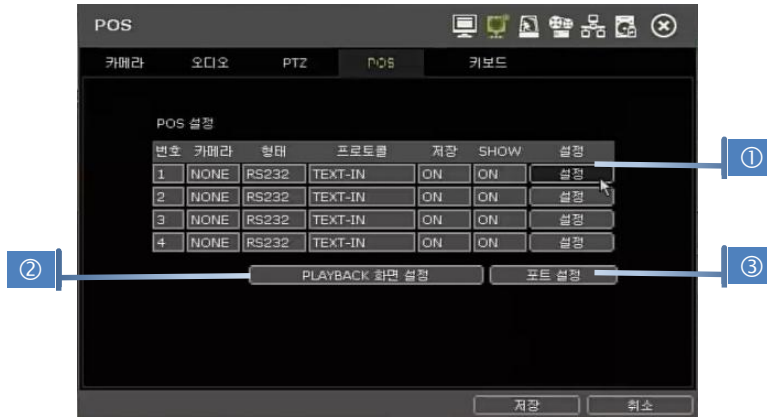 POS
카메라 오디오 PTZ POS 키보드
POS 설정
번호 카메라 형태 프로토콜 저장 SHOW 설정
1 NONE RS232 TEXT-IN ON ON 설정
2 NONE RS232 TEXT-IN ON ON 설정
3 NONE RS232 TEXT-IN ON ON 설정
4 NONE RS232 TEXT-IN ON ON 설정
PLAYBACK 화면 설정 포트 설정
저장 취소
①
②
③